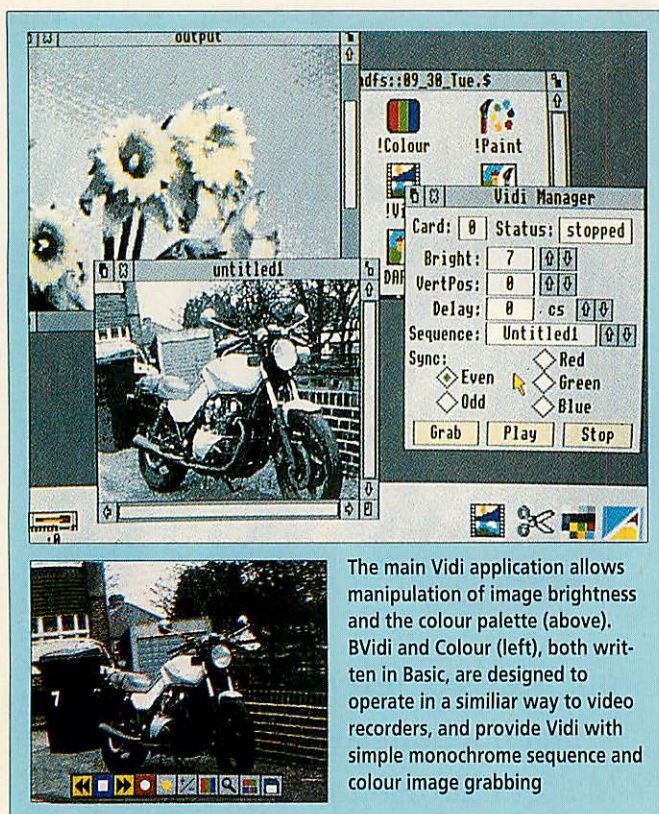 output
adfs::09_30_Tue.$
!Colour
!Paint
Vidi Manager
Card: 0 Status: stopped
Bright: 7
VertPos: 0
Delay: 0 cs
Sequence: Untitled1
Sync:
Even
Odd
Red
Green
Blue
Grab Play Stop
untitled1
:0
7
The main Vidi application allows
manipulation of image brightness
and the colour palette (above).
BVidi and Colour (left), both writ-
ten in Basic, are designed to
operate in a similiar way to video
recorders, and provide Vidi with
simple monochrome sequence and
colour image grabbing